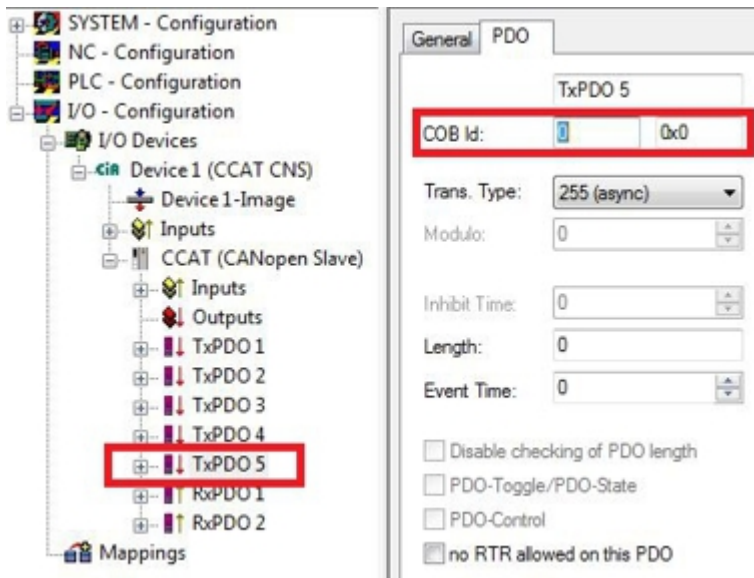 SYSTEM - Configuration
NC - Configuration
PLC - Configuration
I/O - Configuration
I/O Devices
CiA Device 1 (CCAT CNS)
Device 1-Image
Inputs
CCAT (CANopen Slave)
Inputs
Outputs
TxPDO 1
TxPDO 2
TxPDO 3
TxPDO 4
TxPDO 5
RxPDO 1
RxPDO 2
Mappings
General PDO
TxPDO 5
COB Id: 0 0x0
Trans. Type: 255 (async)
Modulo: 0
Inhibit Time: 0
Length: 0
Event Time: 0
Disable checking of PDO length
PDO-Toggle/PDO-State
PDO-Control
no RTR allowed on this PDO